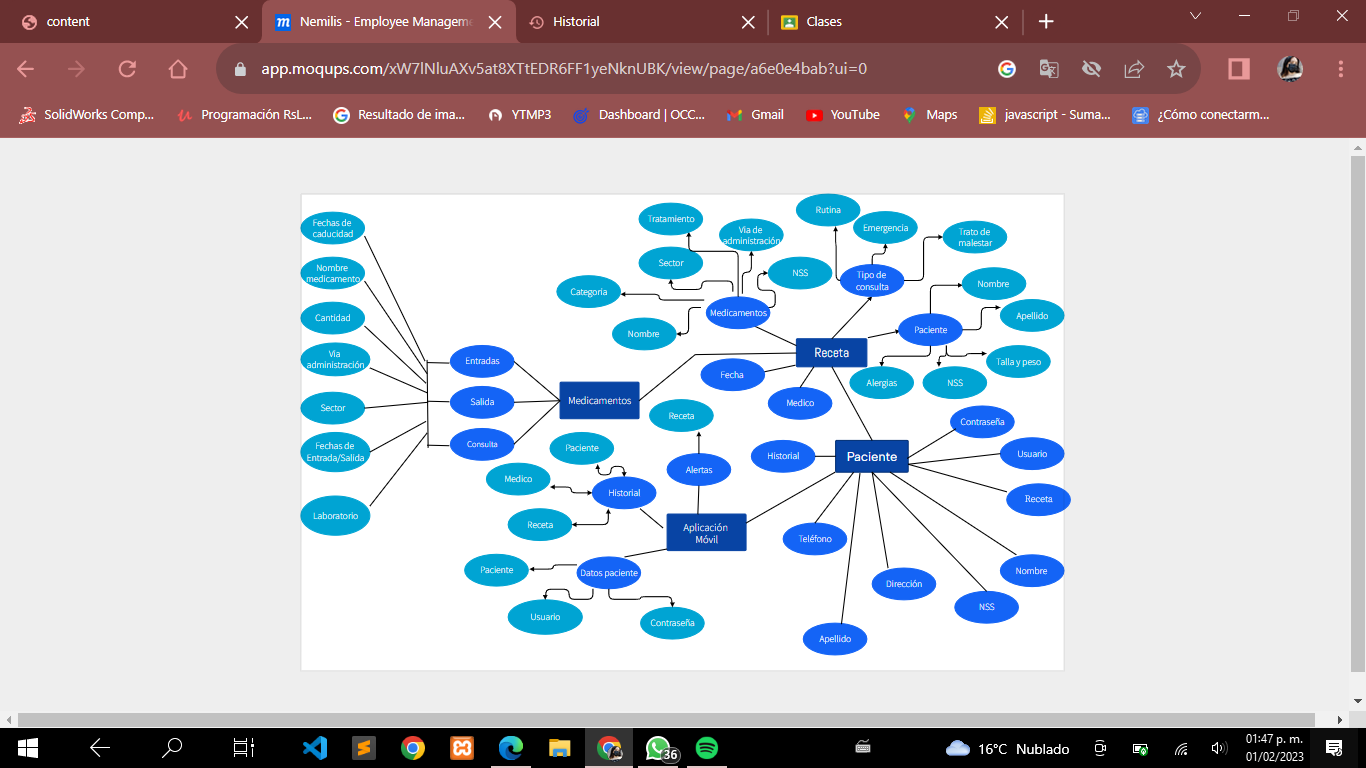 content
Nemilis - Employee Manageme
Historial
Clases
app.moqups.com/xW7lNluAXv5at8XTtEDR6FF1yeNknUBK/view/page/a6e0e4bab?ui=0
SolidWorks Comp...
Programación RsL...
Resultado de ima...
YTMP3
Dashboard | OCC...
Gmail
YouTube
Maps
javascript - Suma...
¿Cómo conectarm...
Fechas de
caducidad
Nombre
medicamento
Cantidad
Via
administración
Sector
Fechas de
Entrada/Salida
Laboratorio
Entradas
Salida
Consulta
Medicamentos
Tratamiento
Via de
administración
Sector
NSS
Categoria
Nombre
Medicamentos
Rutina
Emergencia
Trato de
malestar
Tipo de
consulta
Nombre
Apellido
Paciente
Talla y peso
NSS
Alergias
Receta
Fecha
Medico
Receta
Alertas
Paciente
Medico
Receta
Historial
Aplicación
Móvil
Datos paciente
Paciente
Usuario
Contraseña
Historial
Paciente
Contraseña
Usuario
Receta
Teléfono
Nombre
Dirección
NSS
Apellido
36
16°C Nublado
01:47 p. m.
01/02/2023